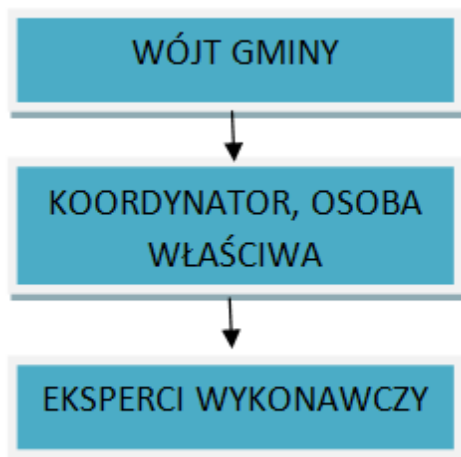 WÓJT GMINY
KOORDYNATOR, OSOBA
WŁAŚCIWA
EKSPERCI WYKONAWCZY